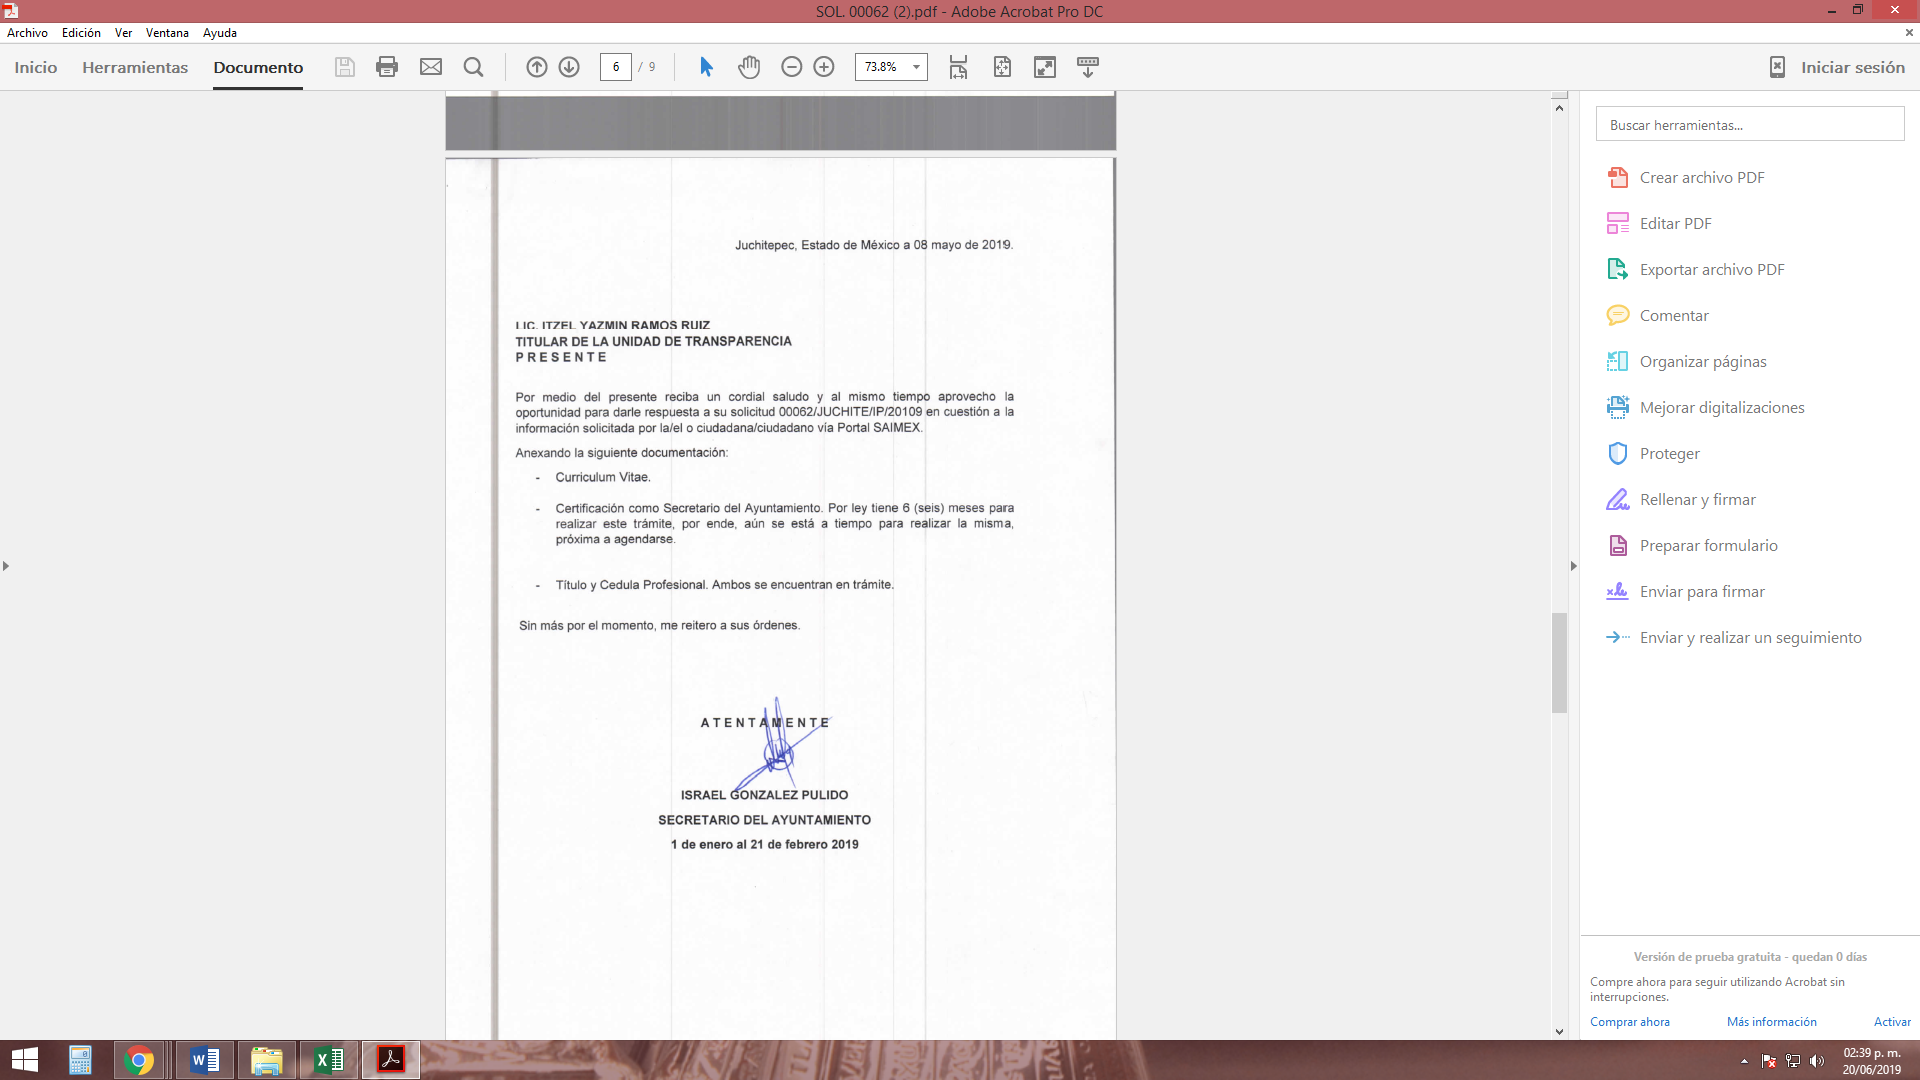 SOL. 00062 (2).pdf - Adobe Acrobat Pro DC
Archivo Edición Ver Ventana Ayuda
Inicio Herramientas Documento 6 / 9 73.8% Iniciar sesión
Juchitepec, Estado de México a 08 mayo de 2019.
LIC. ITZEL YAZMIN RAMOS RUIZ
TITULAR DE LA UNIDAD DE TRANSPARENCIA
P R E S E N T E
Por medio del presente reciba un cordial saludo y al mismo tiempo aprovecho la
oportunidad para darle respuesta a su solicitud 00062/JUCHITE/IP/20109 en cuestión a la
información solicitada por la/el o ciudadana/ciudadano vía Portal SAIMEX.
Anexando la siguiente documentación:
- Curriculum Vitae.
- Certificación como Secretario del Ayuntamiento. Por ley tiene 6 (seis) meses para
realizar este trámite, por ende, aún se está a tiempo para realizar la misma,
próxima a agendarse.
- Título y Cedula Profesional. Ambos se encuentran en trámite.
Sin más por el momento, me reitero a sus órdenes.
A T E N T A M E N T E
ISRAEL GONZALEZ PULIDO
SECRETARIO DEL AYUNTAMIENTO
1 de enero al 21 de febrero 2019
Buscar herramientas...
Crear archivo PDF
Editar PDF
Exportar archivo PDF
Comentar
Organizar páginas
Mejorar digitalizaciones
Proteger
Rellenar y firmar
Preparar formulario
Enviar para firmar
Enviar y realizar un seguimiento
Versión de prueba gratuita - quedan 0 días
Compre ahora para seguir utilizando Acrobat sin
interrupciones.
Comprar ahora Más información Activar
02:39 p. m.
20/06/2019